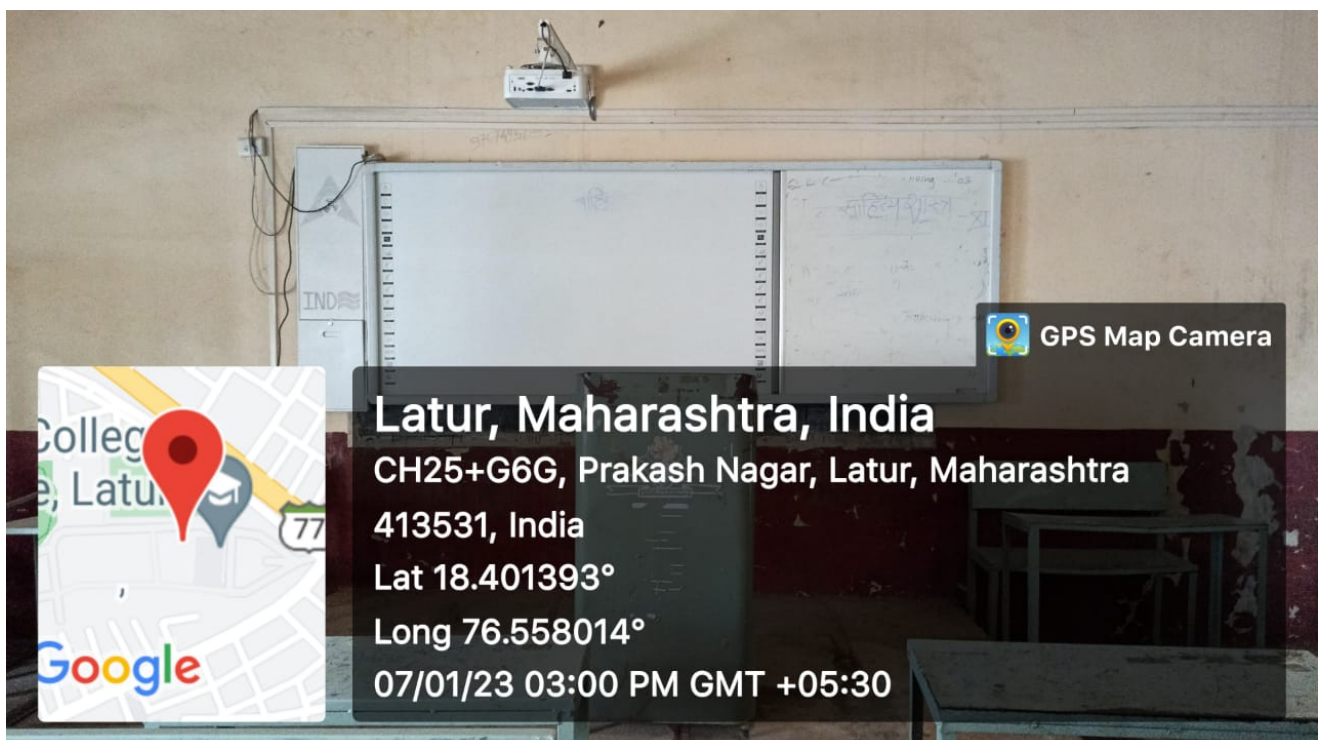 साहित्यशास्त्र
IND
GPS Map Camera
Colleg
e, Latu
77
Google
Latur, Maharashtra, India
CH25+G6G, Prakash Nagar, Latur, Maharashtra
413531, India
Lat 18.401393°
Long 76.558014°
07/01/23 03:00 PM GMT +05:30